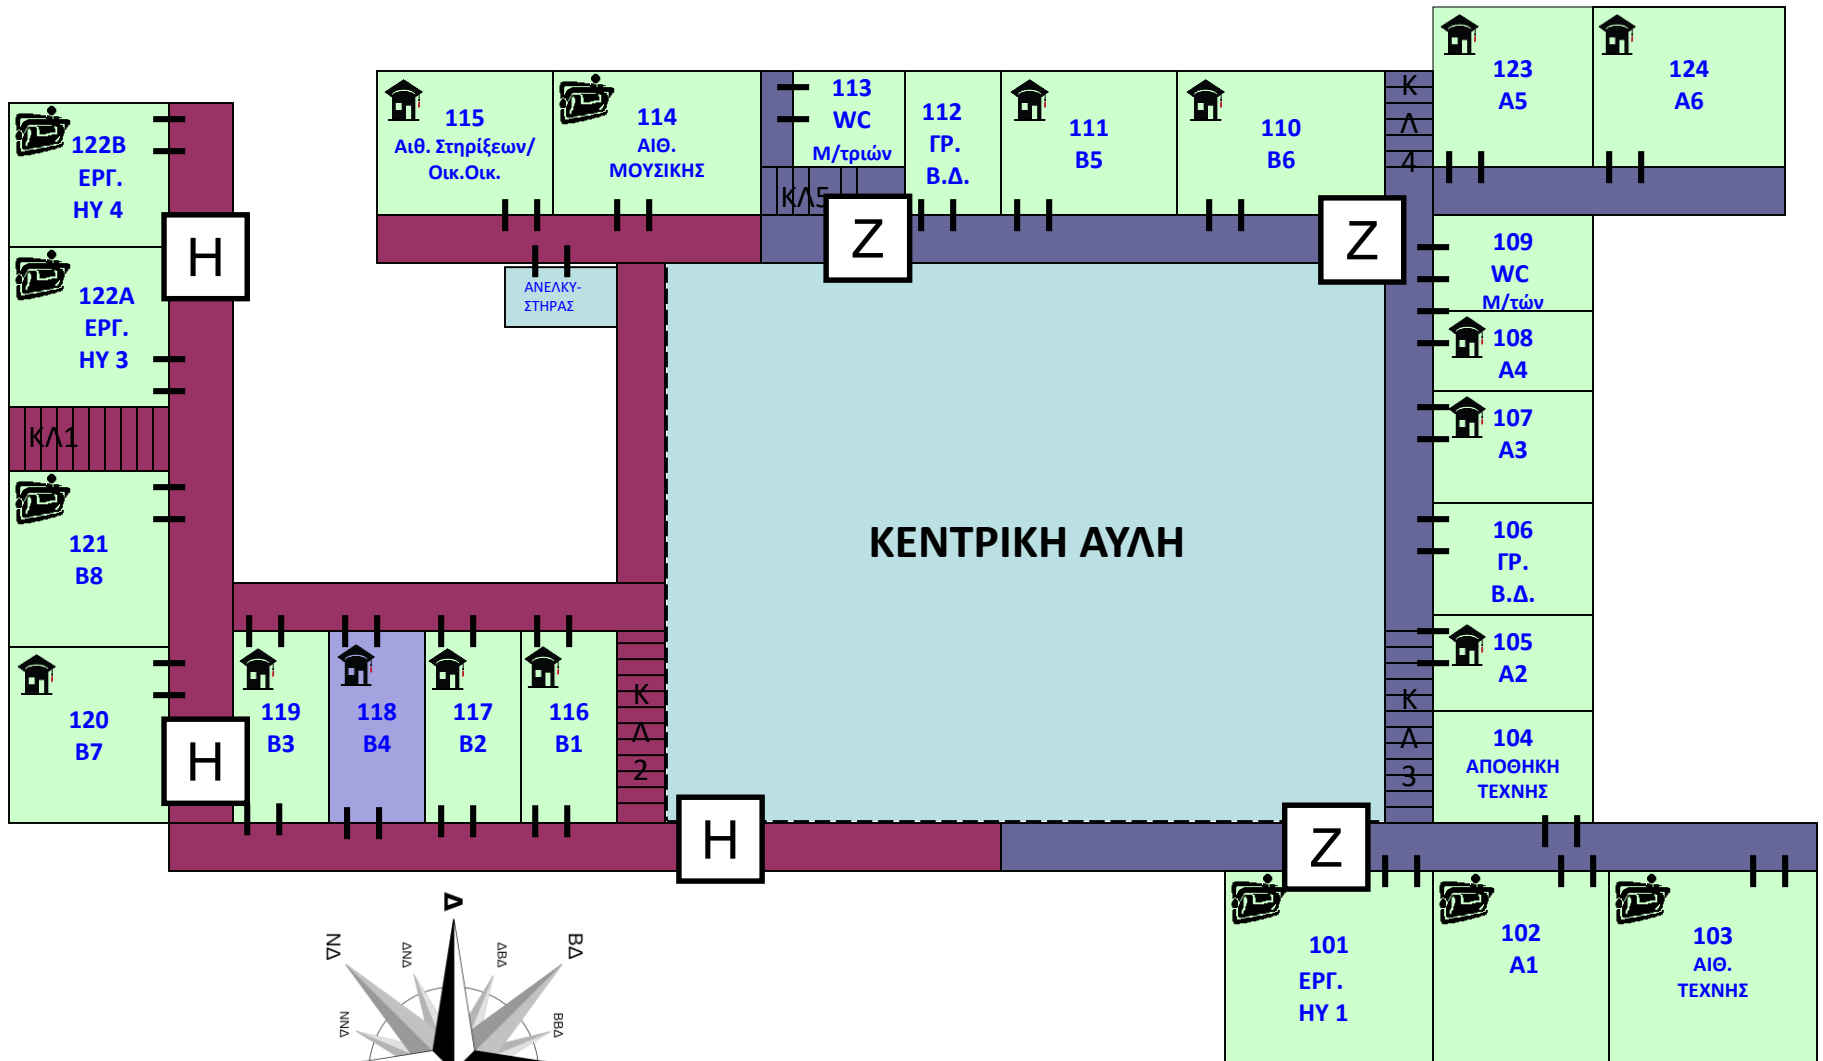 123
Α5
124
Α6
115
Αιθ. Στηρίξεων/
Οικ.Οικ.
114
ΑΙΘ.
ΜΟΥΣΙΚΗΣ
113
WC
Μ/τριών
112
ΓΡ.
Β.Δ.
111
Β5
110
Β6
Κ
Λ
4
ΚΛ5
Ζ
Ζ
122Β
ΕΡΓ.
ΗΥ 4
Η
122Α
ΕΡΓ.
ΗΥ 3
ΑΝΕΛΚΥ-
ΣΤΗΡΑΣ
109
WC
Μ/τών
108
Α4
107
Α3
ΚΛ1
121
Β8
ΚΕΝΤΡΙΚΗ ΑΥΛΗ
106
ΓΡ.
Β.Δ.
105
Α2
120
Β7
Η
119
Β3
118
Β4
117
Β2
116
Β1
Κ
Λ
2
Κ
Λ
3
104
ΑΠΟΘΗΚΗ
ΤΕΧΝΗΣ
Η
Ζ
101
ΕΡΓ.
ΗΥ 1
102
Α1
103
ΑΙΘ.
ΤΕΧΝΗΣ
Δ
ΝΔ
ΔΝΔ
ΔΒΔ
ΒΔ
ΝΝΔ
ΒΒΔ